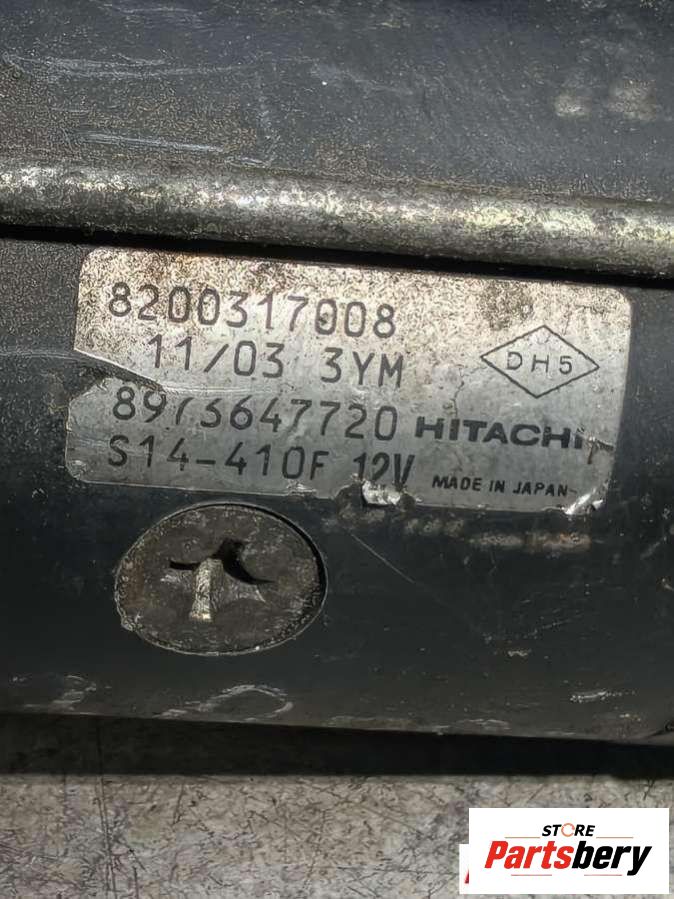 8200317008
11/03 3YM
DH5
8973647720 HITACHI
S14-410F 12V MADE IN JAPAN
STORE
Partsbery